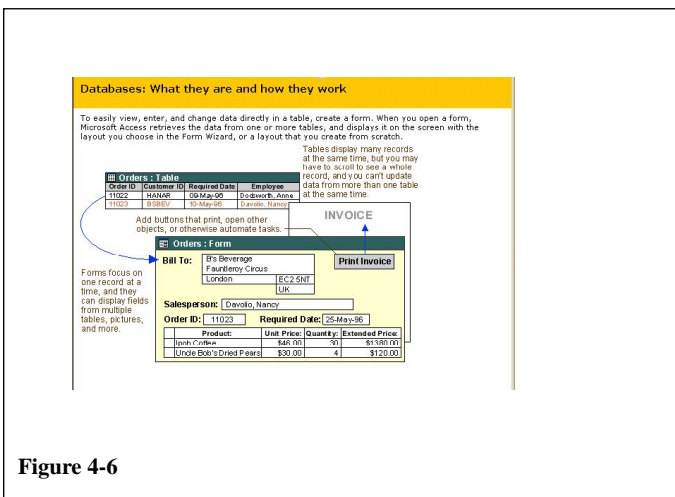 Databases: What they are and how they work
To easily view, enter, and change data directly in a table, create a form. When you open a form,
Microsoft Access retrieves the data from one or more tables, and displays it on the screen with the
layout you choose in the Form Wizard, or a layout that you create from scratch.
Tables display many records
at the same time, but you may
have to scroll to see a whole
record, and you can't update
data from more than one table
at the same time.
Orders : Table
Order ID Customer ID Required Date Employee
11022 HANAR 09-May-96 Dodsworth, Anne
11023 BSBEV 10-May-96 Davolio, Nancy
Add buttons that print, open other
objects, or otherwise automate tasks.
INVOICE
Orders : Form
Bill To: B's Beverage
Fauntleroy Circus
London EC2 5NT
UK
Print Invoice
Forms focus on
one record at a
time, and they
can display fields
from multiple
tables, pictures,
and more.
Salesperson: Davolio, Nancy
Order ID: 11023 Required Date: 25-May-96
Product: Unit Price: Quantity: Extended Price:
Ipoh Coffee $46.00 30 $1380.00
Uncle Bob's Dried Pears $30.00 4 $120.00
Figure 4-6